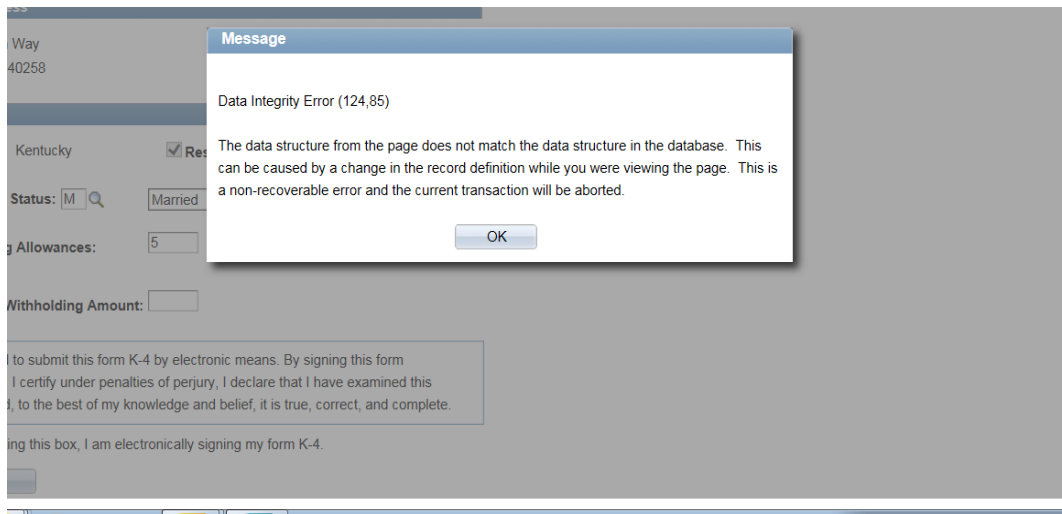 ess
Way
40258
Message
Data Integrity Error (124,85)
The data structure from the page does not match the data structure in the database. This
can be caused by a change in the record definition while you were viewing the page. This is
a non-recoverable error and the current transaction will be aborted.
OK
Kentucky Res
Status: M Married
g Allowances: 5
Withholding Amount:
to submit this form K-4 by electronic means. By signing this form
I certify under penalties of perjury, I declare that I have examined this
, to the best of my knowledge and belief, it is true, correct, and complete.
ing this box, I am electronically signing my form K-4.